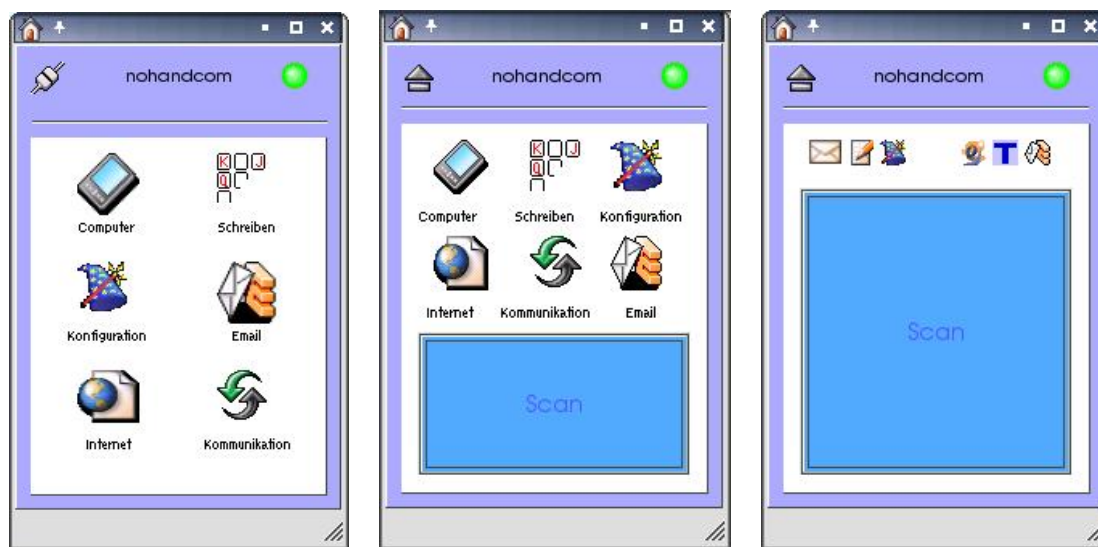 nohandcom
Computer Schreiben
Konfiguration Email
Internet Kommunikation
nohandcom
Computer Schreiben Konfiguration
Internet Kommunikation Email
Scan
nohandcom
T
Scan